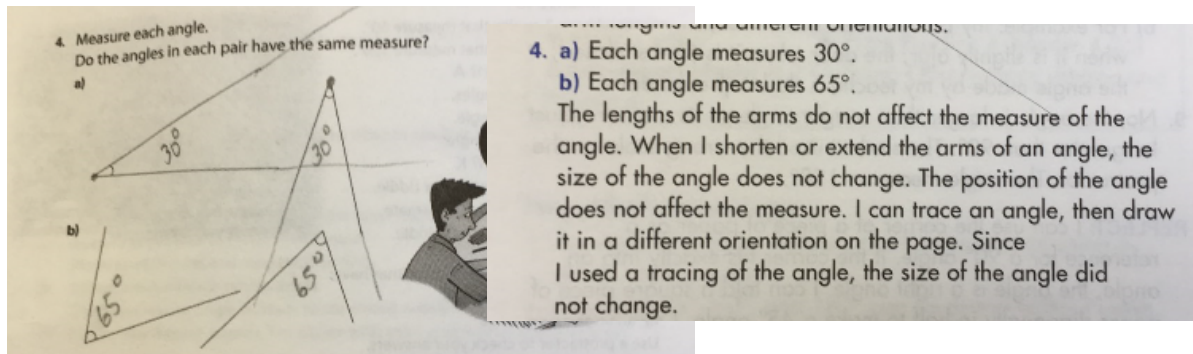 4. Measure each angle.
Do the angles in each pair have the same measure?
a)
30°
30°
b)
65°
65°
and different orientations.
4. a) Each angle measures 30°.
b) Each angle measures 65°.
The lengths of the arms do not affect the measure of the
angle. When I shorten or extend the arms of an angle, the
size of the angle does not change. The position of the angle
does not affect the measure. I can trace an angle, then draw
it in a different orientation on the page. Since
I used a tracing of the angle, the size of the angle did
not change.